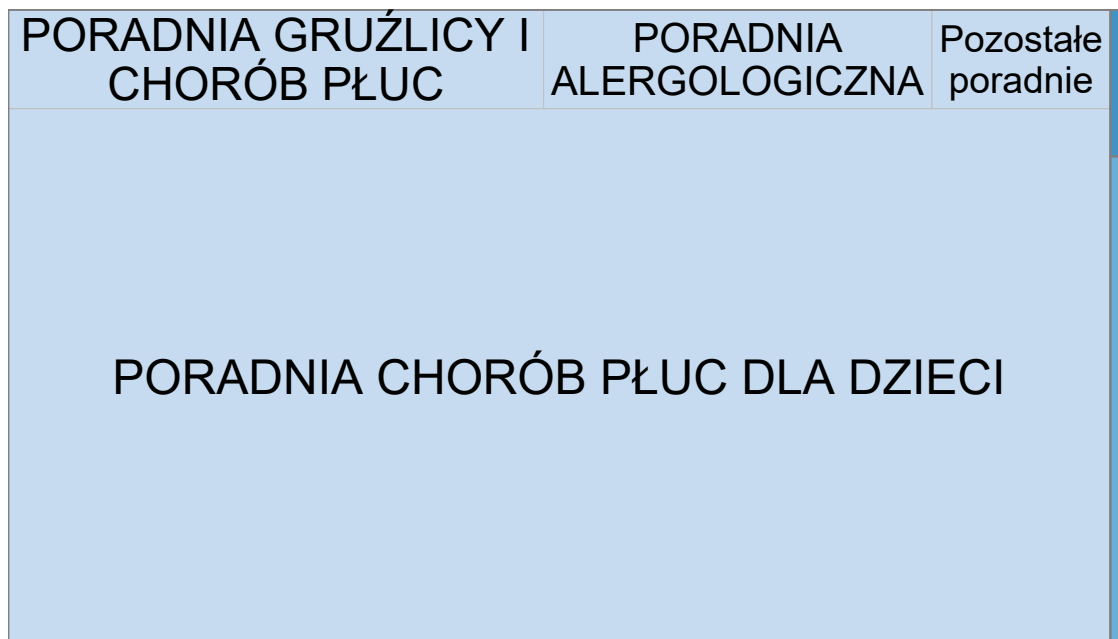 PORADNIA GRUŹLICY I
CHORÓB PŁUC
PORADNIA
ALERGOLOGICZNA
Pozostałe
poradnie
PORADNIA CHORÓB PŁUC DLA DZIECI